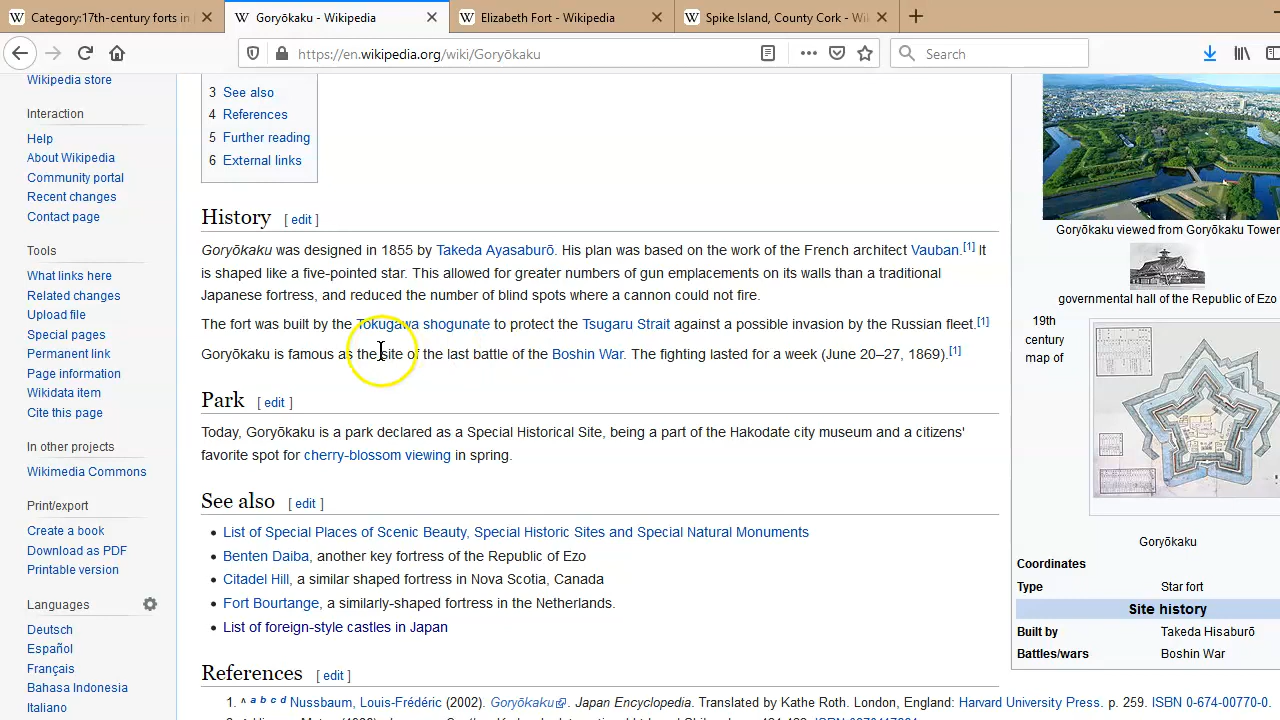 Category:17th-century forts in
Goryōkaku - Wikipedia
Elizabeth Fort - Wikipedia
Spike Island, County Cork - Wiki
https://en.wikipedia.org/wiki/Goryōkaku
Search
Wikipedia store
Interaction
Help
About Wikipedia
Community portal
Recent changes
Contact page
Tools
What links here
Related changes
Upload file
Special pages
Permanent link
Page information
Wikidata item
Cite this page
In other projects
Wikimedia Commons
Print/export
Create a book
Download as PDF
Printable version
Languages
Deutsch
Español
Français
Bahasa Indonesia
Italiano
3 See also
4 References
5 Further reading
6 External links
History [ edit ]
Goryōkaku was designed in 1855 by Takeda Ayasaburō. His plan was based on the work of the French architect Vauban.[1] It
is shaped like a five-pointed star. This allowed for greater numbers of gun emplacements on its walls than a traditional
Japanese fortress, and reduced the number of blind spots where a cannon could not fire.
The fort was built by the Tokugawa shogunate to protect the Tsugaru Strait against a possible invasion by the Russian fleet.[1]
Goryōkaku is famous as the site of the last battle of the Boshin War. The fighting lasted for a week (June 20–27, 1869).[1]
Park [ edit ]
Today, Goryōkaku is a park declared as a Special Historical Site, being a part of the Hakodate city museum and a citizens'
favorite spot for cherry-blossom viewing in spring.
See also [ edit ]
• List of Special Places of Scenic Beauty, Special Historic Sites and Special Natural Monuments
• Benten Daiba, another key fortress of the Republic of Ezo
• Citadel Hill, a similar shaped fortress in Nova Scotia, Canada
• Fort Bourtange, a similarly-shaped fortress in the Netherlands.
• List of foreign-style castles in Japan
References [ edit ]
1. ^ a b c d Nussbaum, Louis-Frédéric (2002). Goryōkaku. Japan Encyclopedia. Translated by Kathe Roth. London, England: Harvard University Press. p. 259. ISBN 0-674-00770-0.
Goryōkaku viewed from Goryōkaku Tower
governmental hall of the Republic of Ezo
19th
century
map of
Goryōkaku
Coordinates
Type Star fort
Site history
Built by Takeda Hisaburō
Battles/wars Boshin War